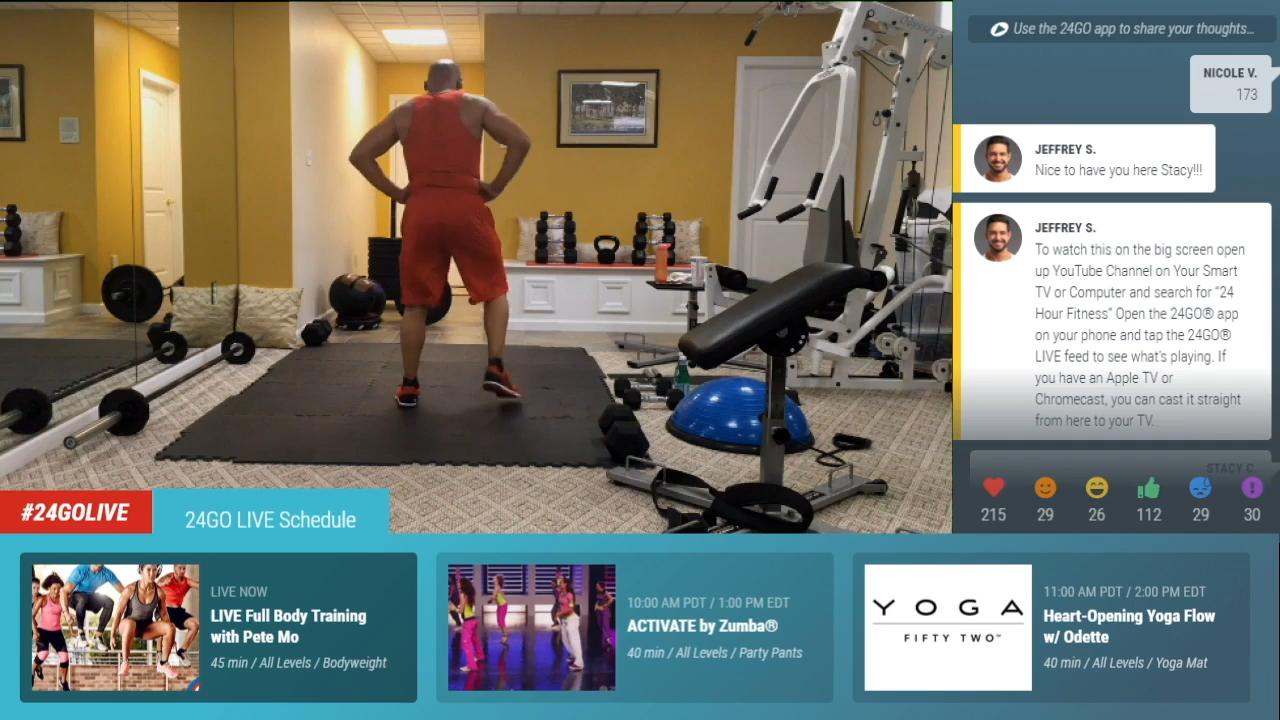 Use the 24GO app to share your thoughts...
NICOLE V.
173
JEFFREY S.
Nice to have you here Stacy!!!
JEFFREY S.
To watch this on the big screen open
up YouTube Channel on Your Smart
TV or Computer and search for “24
Hour Fitness” Open the 24GO® app
on your phone and tap the 24GO®
LIVE feed to see what's playing. If
you have an Apple TV or
Chromecast, you can cast it straight
from here to your TV.
STACY C.
215 29 26 112 29 30
#24GOLIVE
24GO LIVE Schedule
LIVE NOW
LIVE Full Body Training
with Pete Mo
45 min / All Levels / Bodyweight
10:00 AM PDT / 1:00 PM EDT
ACTIVATE by Zumba®
40 min / All Levels / Party Pants
YOGA
FIFTY TWO™
11:00 AM PDT / 2:00 PM EDT
Heart-Opening Yoga Flow
w/ Odette
40 min / All Levels / Yoga Mat